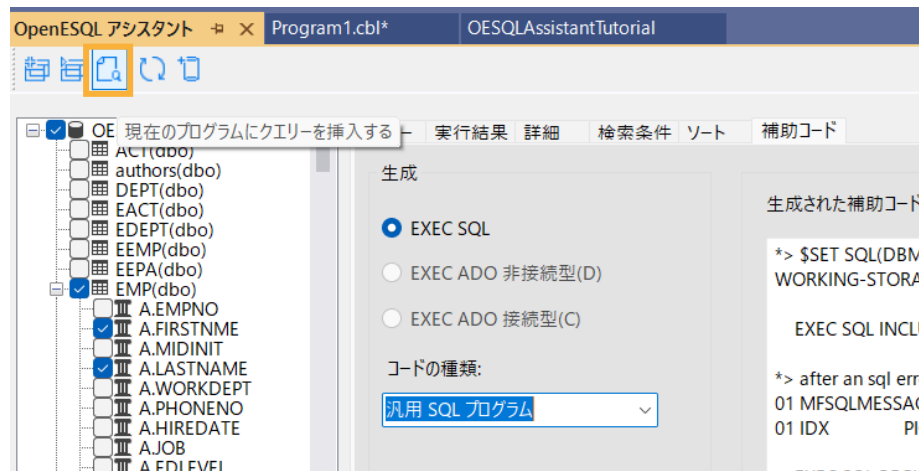 OpenESQL アシスタント
Program1.cbl*
OESQLAssistantTutorial
OE
現在のプログラムにクエリーを挿入する
実行結果
詳細
検索条件
ソート
補助コード
ACT(dbo)
authors(dbo)
DEPT(dbo)
EACT(dbo)
EDEPT(dbo)
EEMP(dbo)
EEPA(dbo)
EMP(dbo)
A.EMPNO
A.FIRSTNME
A.MIDINIT
A.LASTNAME
A.WORKDEPT
A.PHONENO
A.HIREDATE
A.JOB
A.EDLEVEL
生成
EXEC SQL
EXEC ADO 非接続型(D)
EXEC ADO 接続型(C)
コードの種類:
汎用 SQL プログラム
生成された補助コード
*> $SET SQL(DBM
WORKING-STORA
EXEC SQL INCL
*> after an sql err
01 MFSQLMESSAG
01 IDX PI